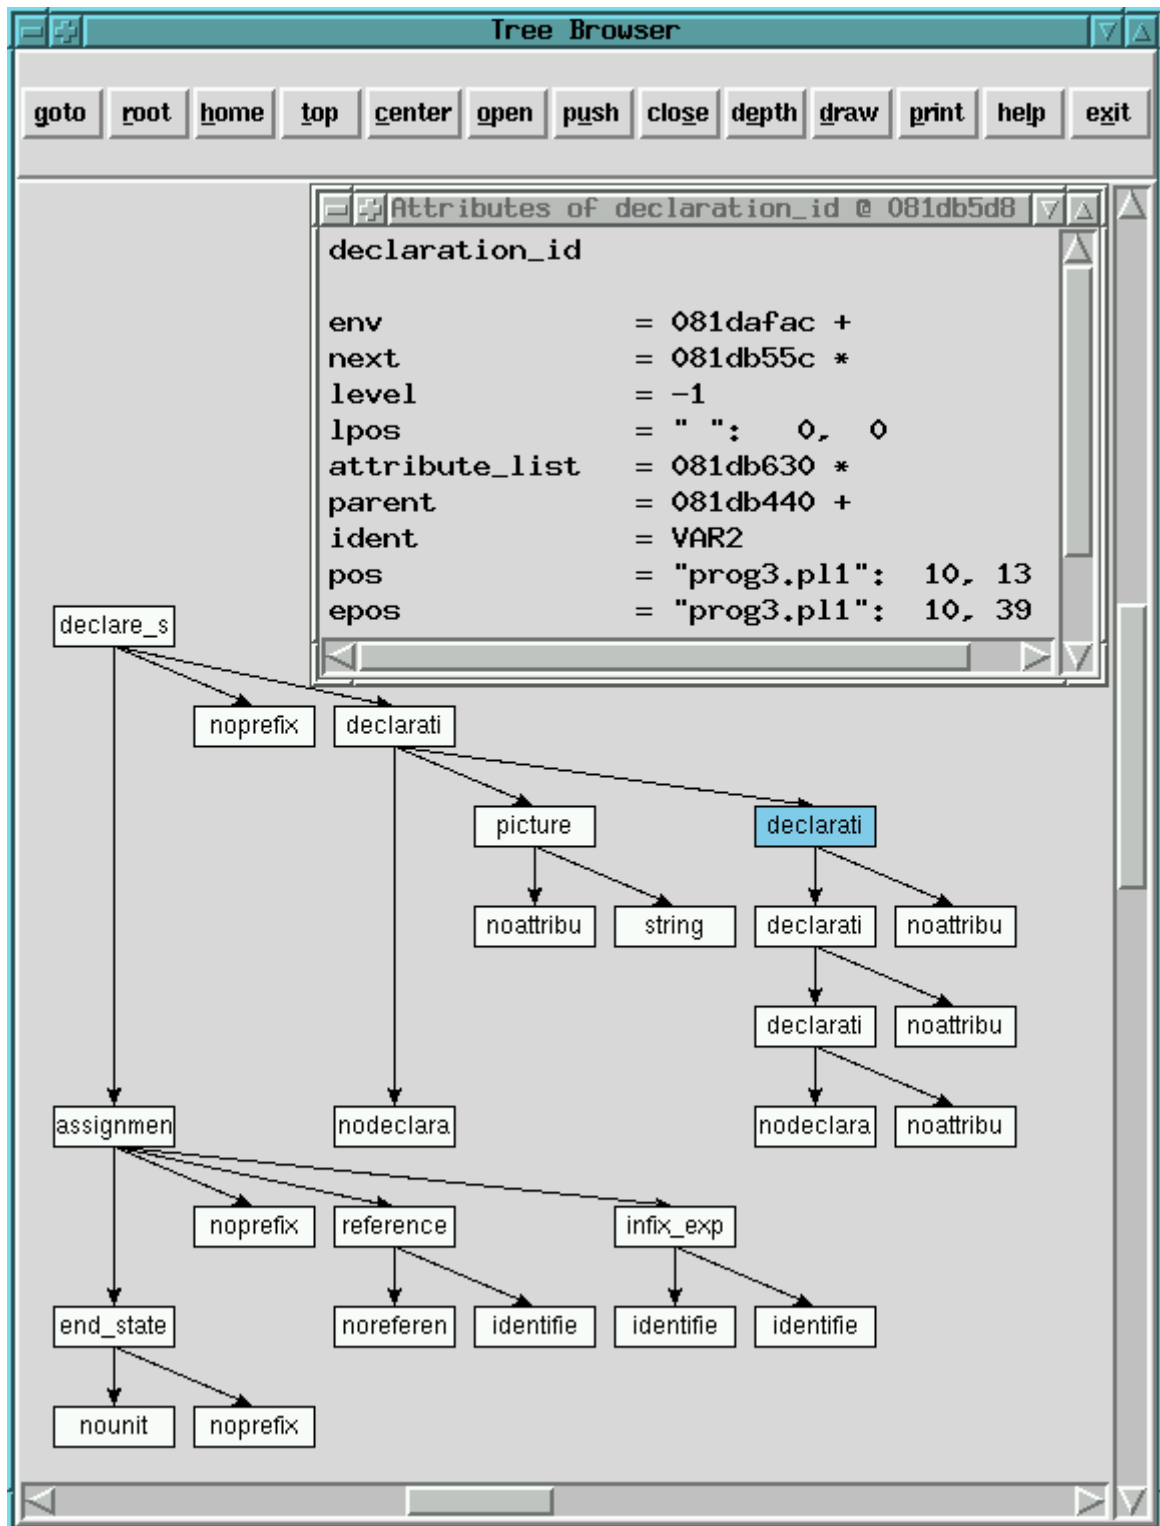 Tree Browser
goto root home top center open push close depth draw print help exit
Attributes of declaration_id @ 081db5d8
declaration_id
env = 081dafac +
next = 081db55c *
level = -1
lpos = " ": 0, 0
attribute_list = 081db630 *
parent = 081db440 +
ident = VAR2
pos = "prog3.pl1": 10, 13
epos = "prog3.pl1": 10, 39
declare_s
noprefix declarati
picture declarati
noattribu string declarati noattribu
declarati noattribu
assignmen nodeclara nodeclara noattribu
noprefix reference infix_exp
end_state noreferen identifie identifie identifie
nounit noprefix